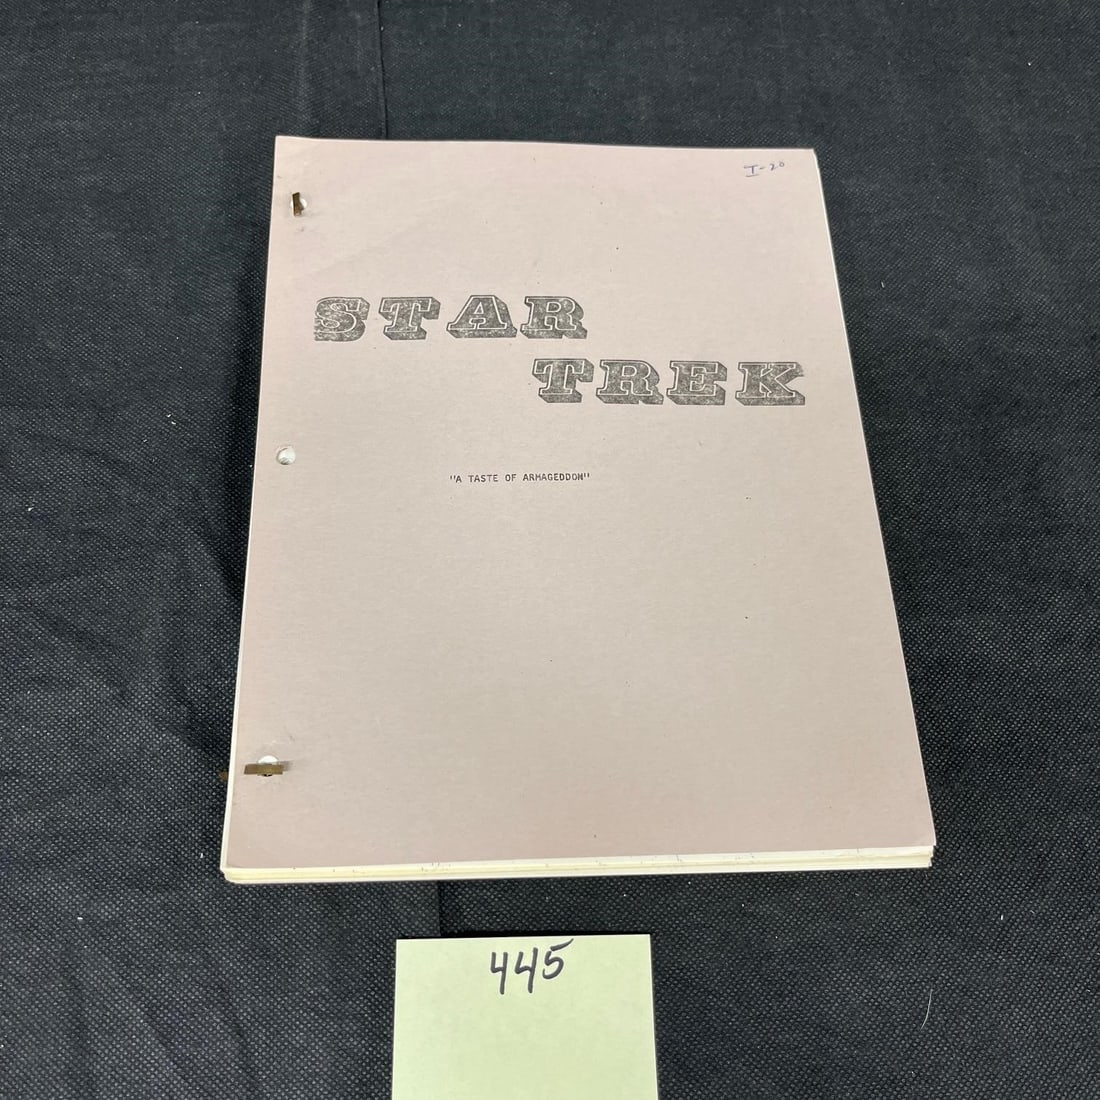 I-20
STAR
TREK
"A TASTE OF ARMAGEDDON"
445